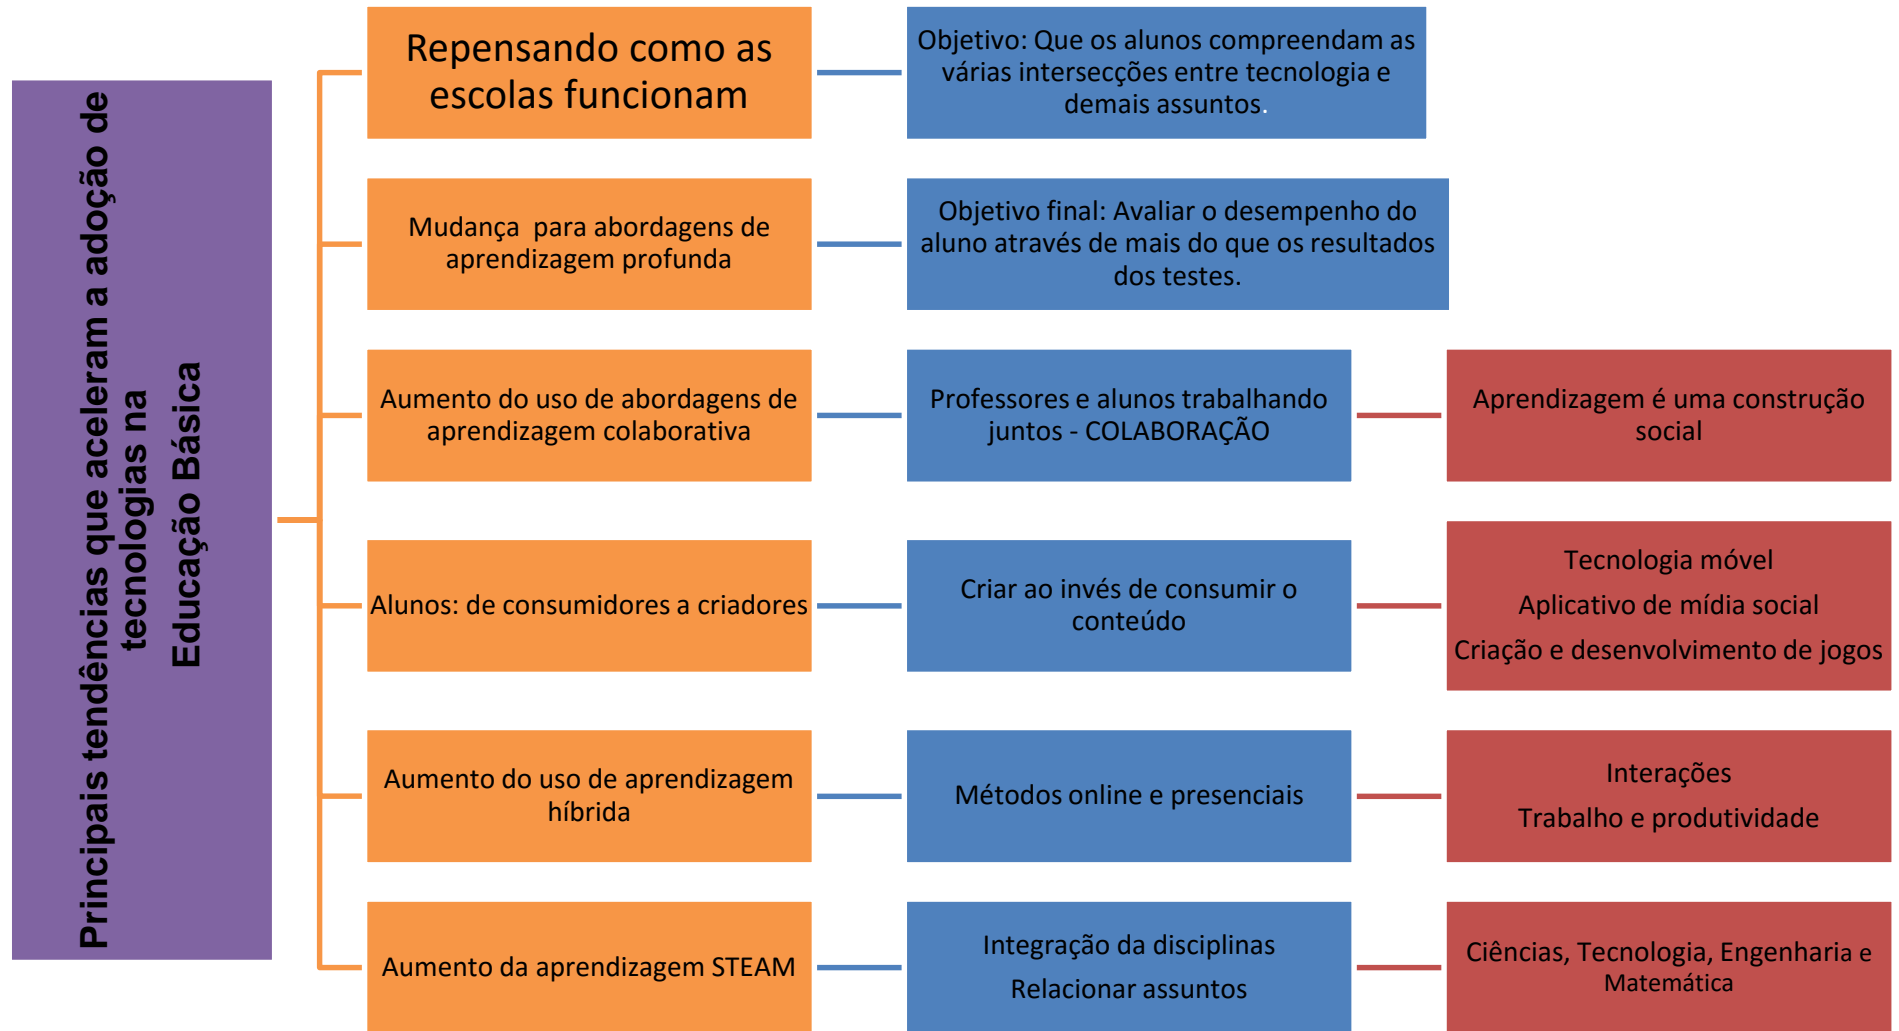 Principais tendências que aceleram a adoção de
tecnologias na
Educação Básica
Repensando como as
escolas funcionam
Objetivo: Que os alunos compreendam as
várias intersecções entre tecnologia e
demais assuntos.
Mudança  para abordagens de
aprendizagem profunda
Objetivo final: Avaliar o desempenho do
aluno através de mais do que os resultados
dos testes.
Aumento do uso de abordagens de
aprendizagem colaborativa
Professores e alunos trabalhando
juntos - COLABORAÇÃO
Aprendizagem é uma construção
social
Alunos: de consumidores a criadores
Criar ao invés de consumir o
conteúdo
Tecnologia móvel
Aplicativo de mídia social
Criação e desenvolvimento de jogos
Aumento do uso de aprendizagem
híbrida
Métodos online e presenciais
Interações
Trabalho e produtividade
Aumento da aprendizagem STEAM
Integração da disciplinas
Relacionar assuntos
Ciências, Tecnologia, Engenharia e
Matemática